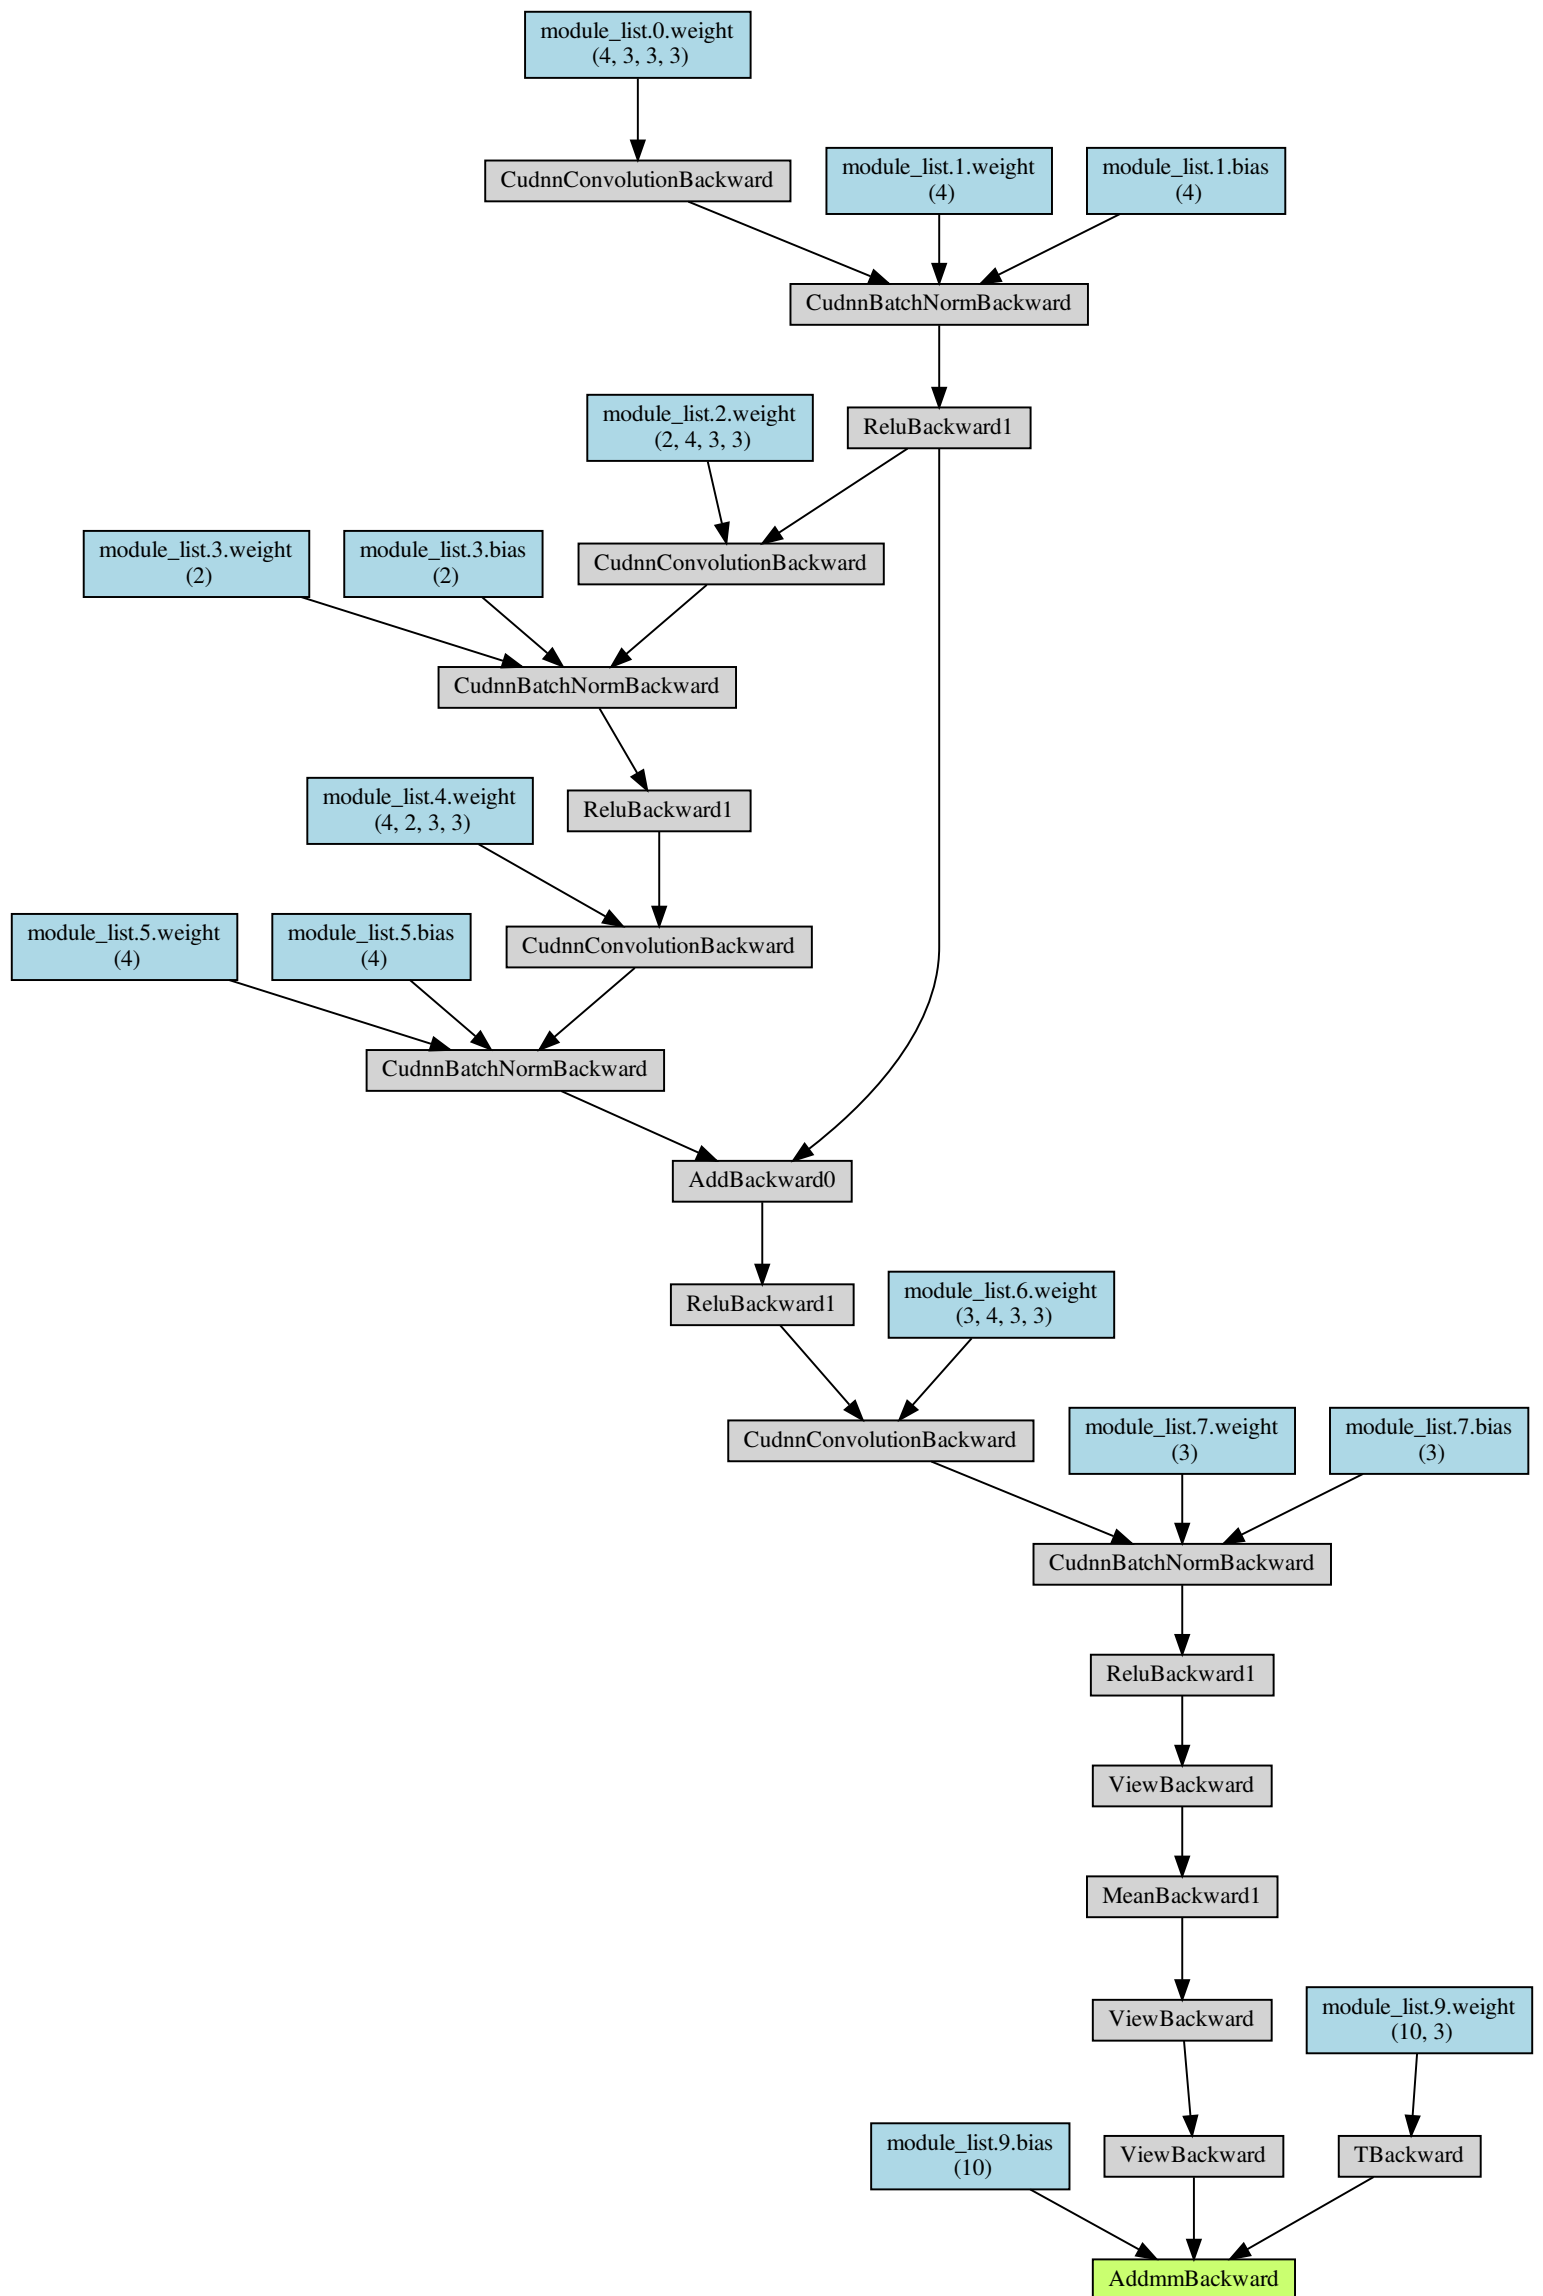 module_list.0.weight
(4, 3, 3, 3)
CudnnConvolutionBackward
module_list.1.weight
(4)
module_list.1.bias
(4)
CudnnBatchNormBackward
module_list.2.weight
(2, 4, 3, 3)
ReluBackward1
module_list.3.weight
(2)
module_list.3.bias
(2)
CudnnConvolutionBackward
CudnnBatchNormBackward
module_list.4.weight
(4, 2, 3, 3)
ReluBackward1
module_list.5.weight
(4)
module_list.5.bias
(4)
CudnnConvolutionBackward
CudnnBatchNormBackward
AddBackward0
ReluBackward1
module_list.6.weight
(3, 4, 3, 3)
CudnnConvolutionBackward
module_list.7.weight
(3)
module_list.7.bias
(3)
CudnnBatchNormBackward
ReluBackward1
ViewBackward
MeanBackward1
ViewBackward
module_list.9.weight
(10, 3)
module_list.9.bias
(10)
ViewBackward
TBackward
AddmmBackward